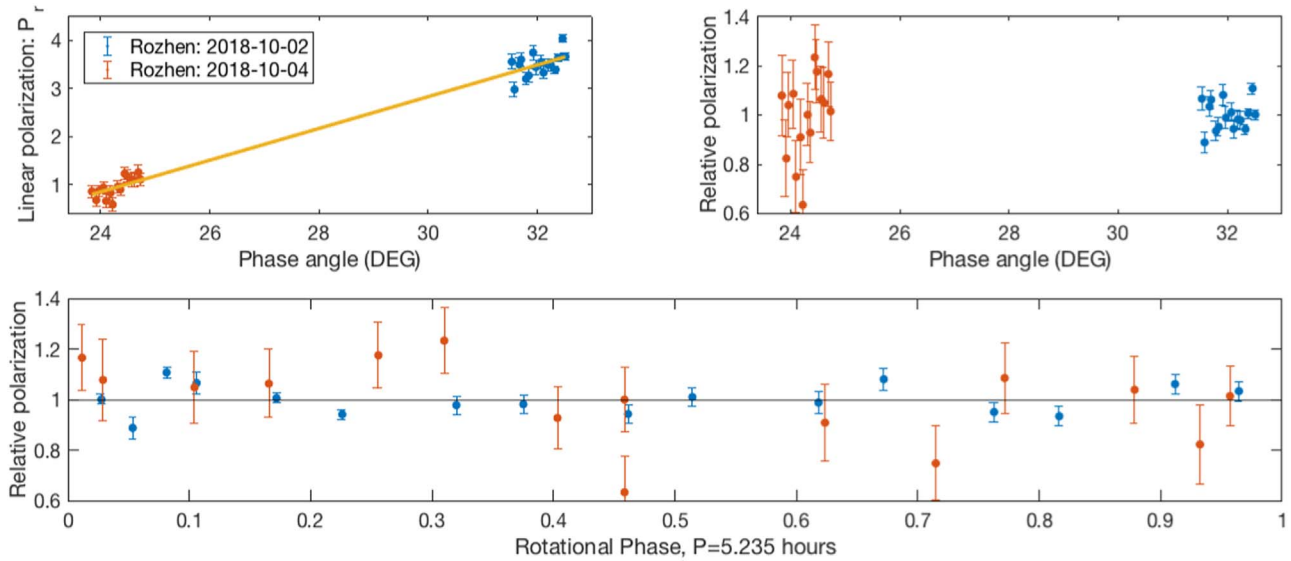 Linear polarization: P r
4
3
2
1
Rozhen: 2018-10-02
Rozhen: 2018-10-04
24 26 28 30 32
Phase angle (DEG)
Relative polarization
1.4
1.2
1
0.8
0.6
24 26 28 30 32
Phase angle (DEG)
Relative polarization
1.4
1.2
1
0.8
0.6
0 0.1 0.2 0.3 0.4 0.5 0.6 0.7 0.8 0.9 1
Rotational Phase, P=5.235 hours